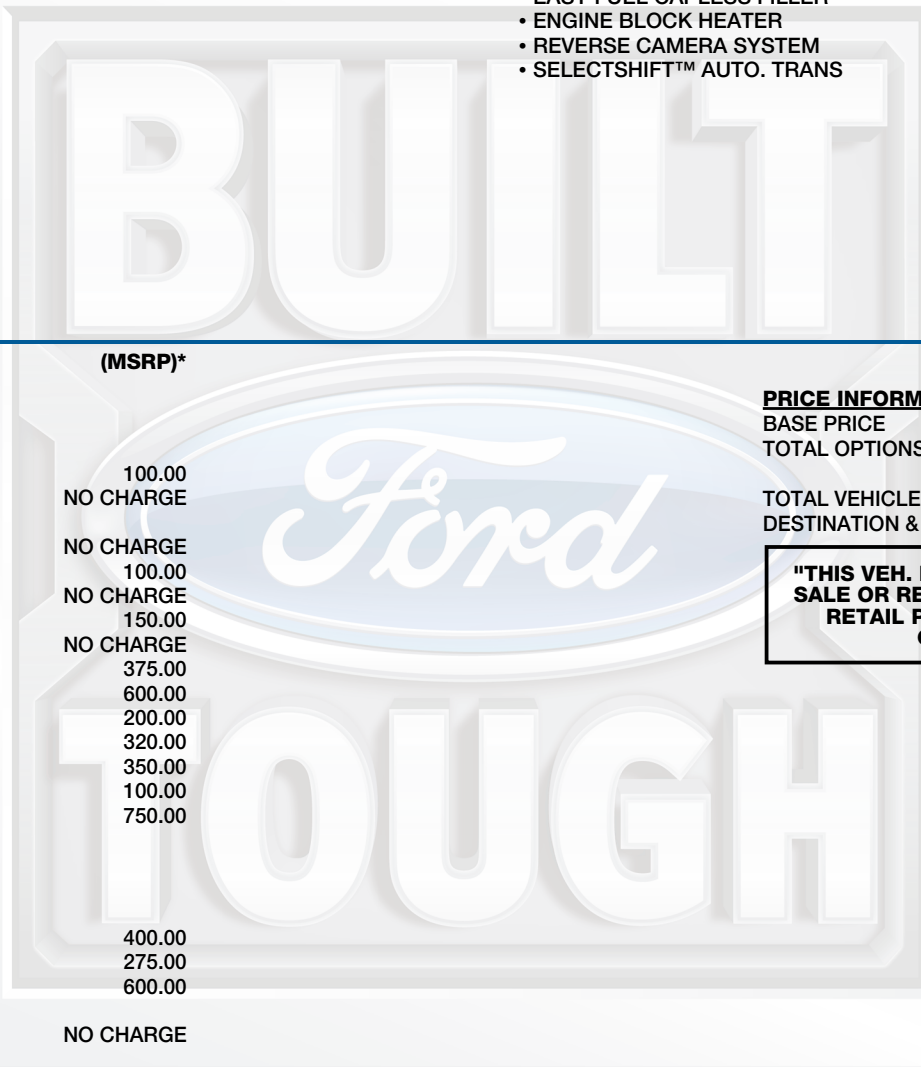 • ENGINE BLOCK HEATER
• REVERSE CAMERA SYSTEM
• SELECTSHIFT™ AUTO. TRANS
BUILT
Ford
TOUGH
(MSRP)*
100.00
NO CHARGE
NO CHARGE
100.00
NO CHARGE
150.00
NO CHARGE
375.00
600.00
200.00
320.00
350.00
100.00
750.00
400.00
275.00
600.00
NO CHARGE
PRICE INFORM
BASE PRICE
TOTAL OPTIONS
TOTAL VEHICLE
DESTINATION &
"THIS VEH.
SALE OR RE
RETAIL